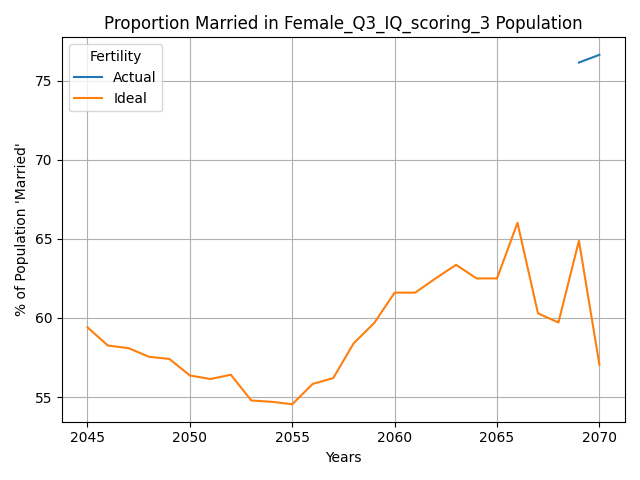 Proportion Married in Female_Q3_IQ_scoring_3 Population
Fertility
Actual
Ideal
% of Population 'Married'
75
70
65
60
55
2045 2050 2055 2060 2065 2070
Years